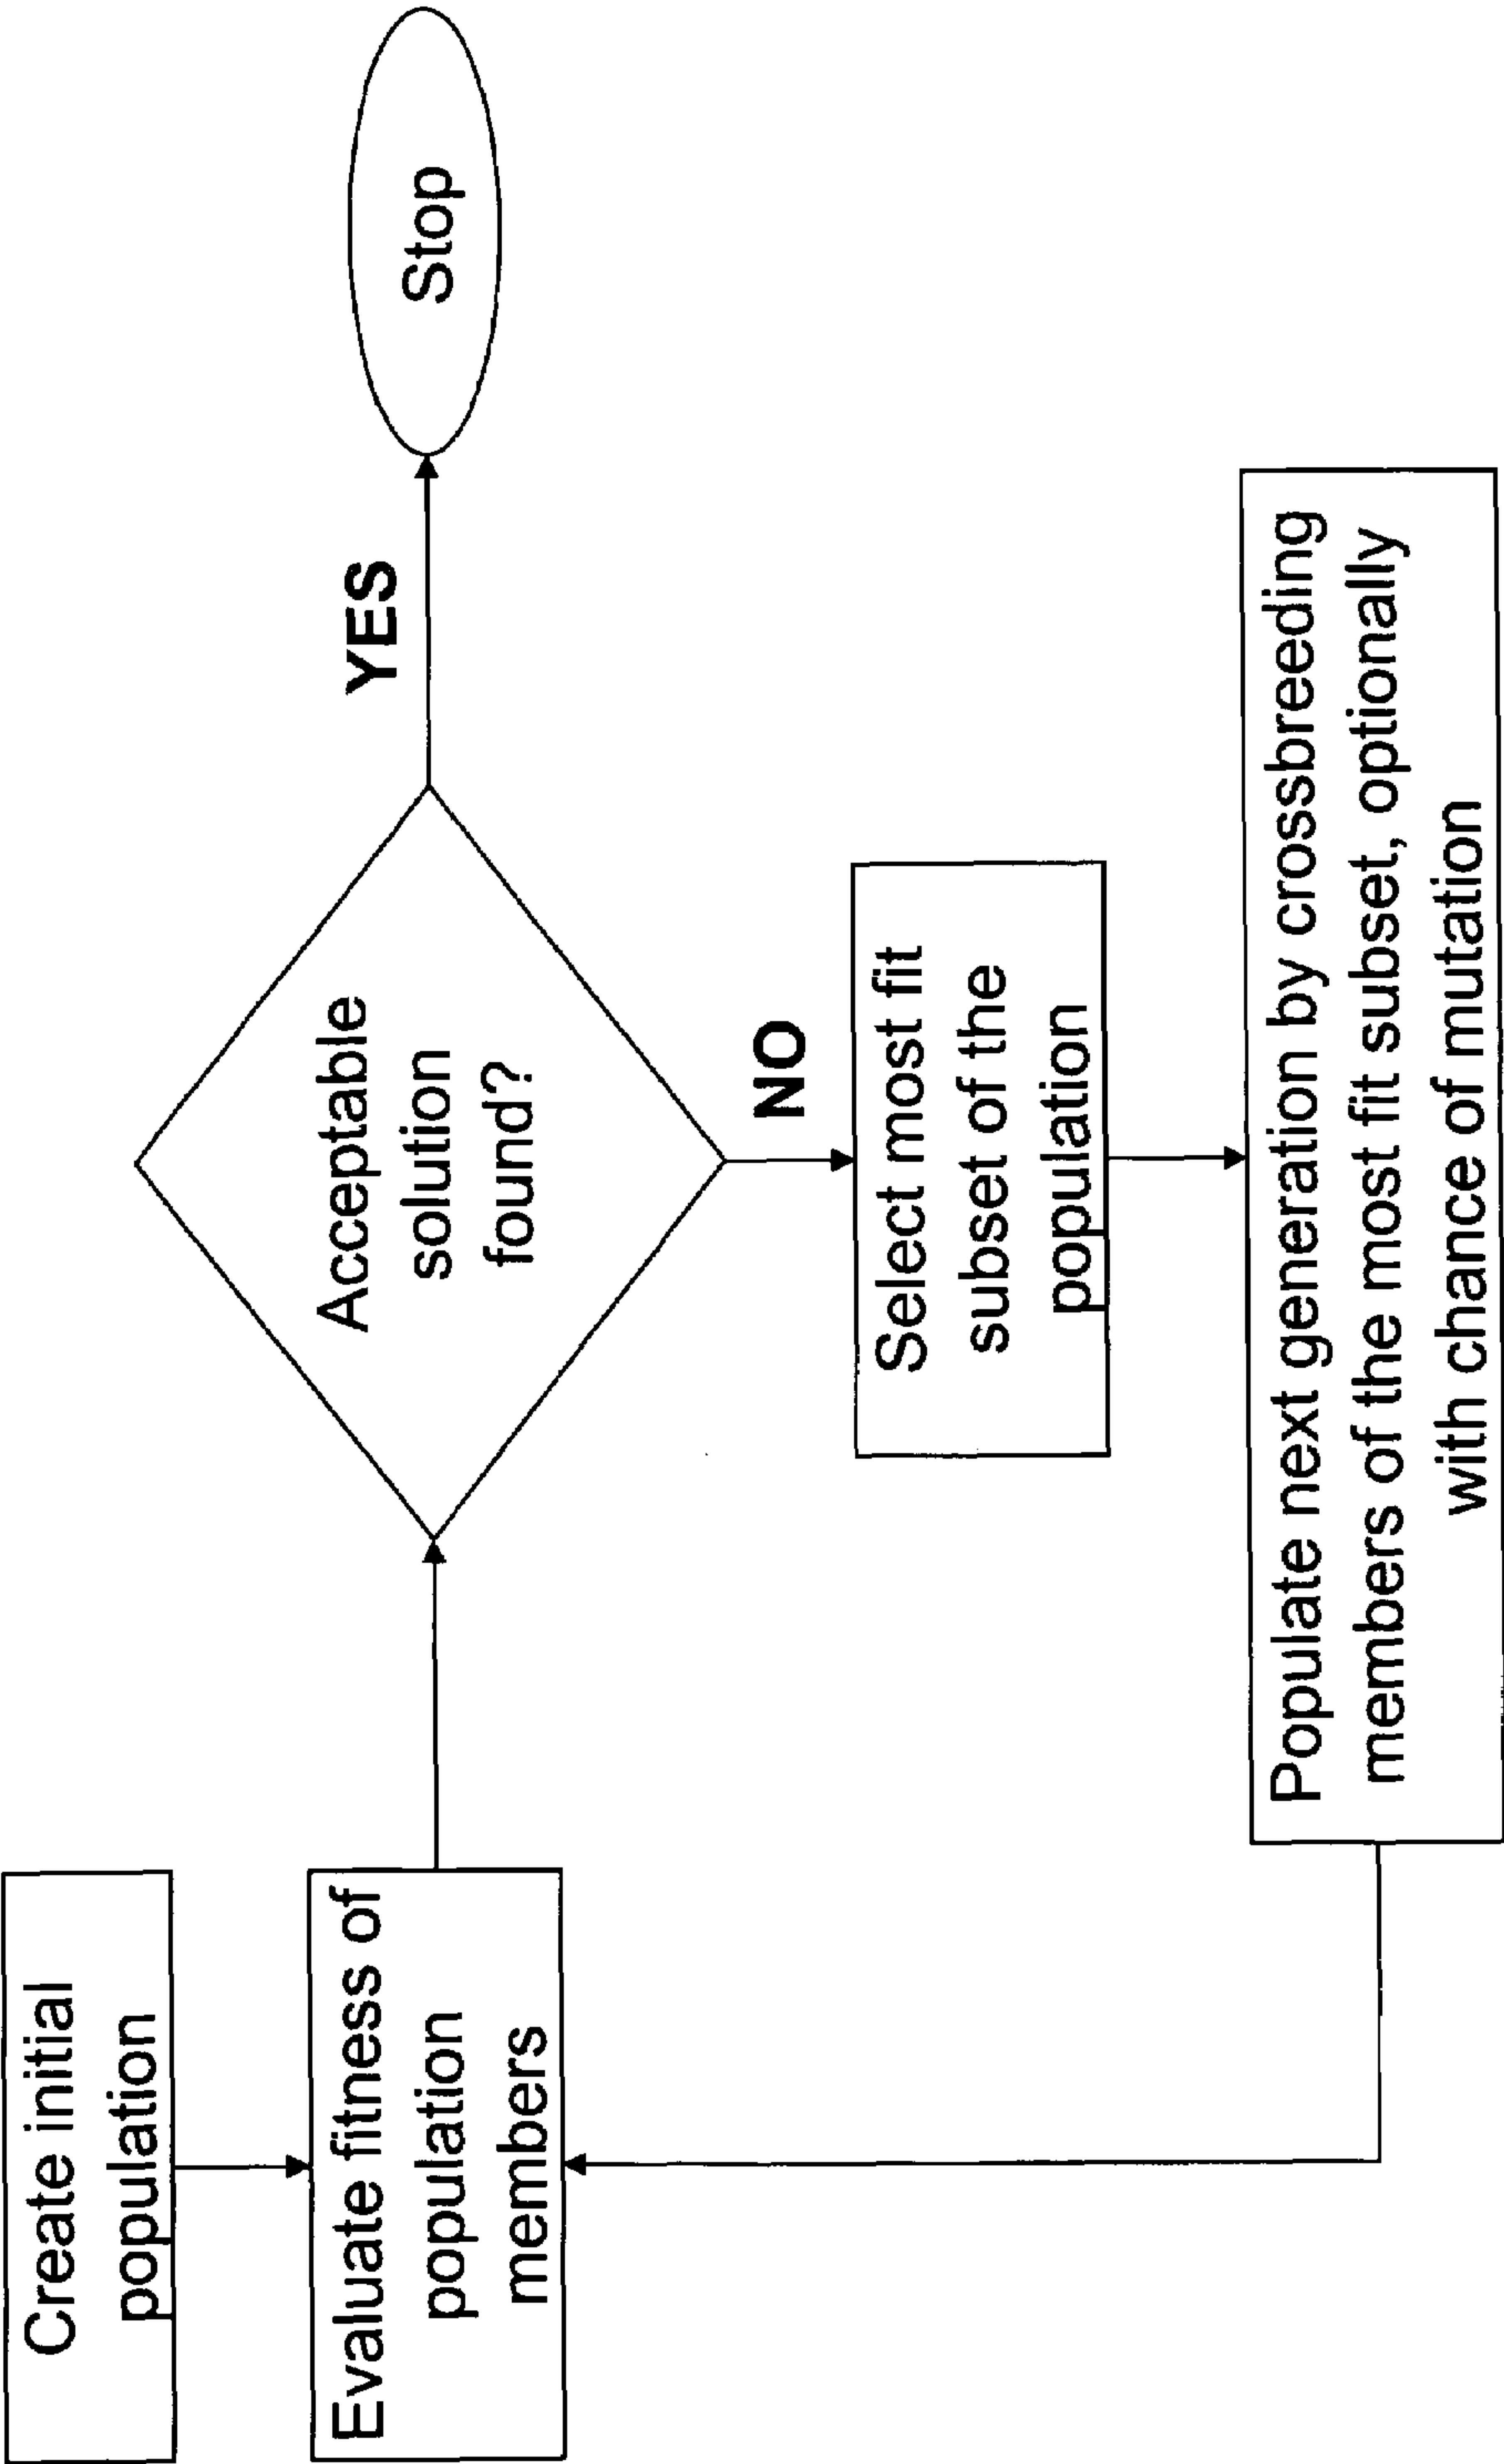 Create initial
population
Evaluate fitness of
population
members
Acceptable
solution
found?
YES
Stop
NO
Select most fit
subset of the
population
Populate next generation by crossbreeding
members of the most fit subset, optionally
with chance of mutation